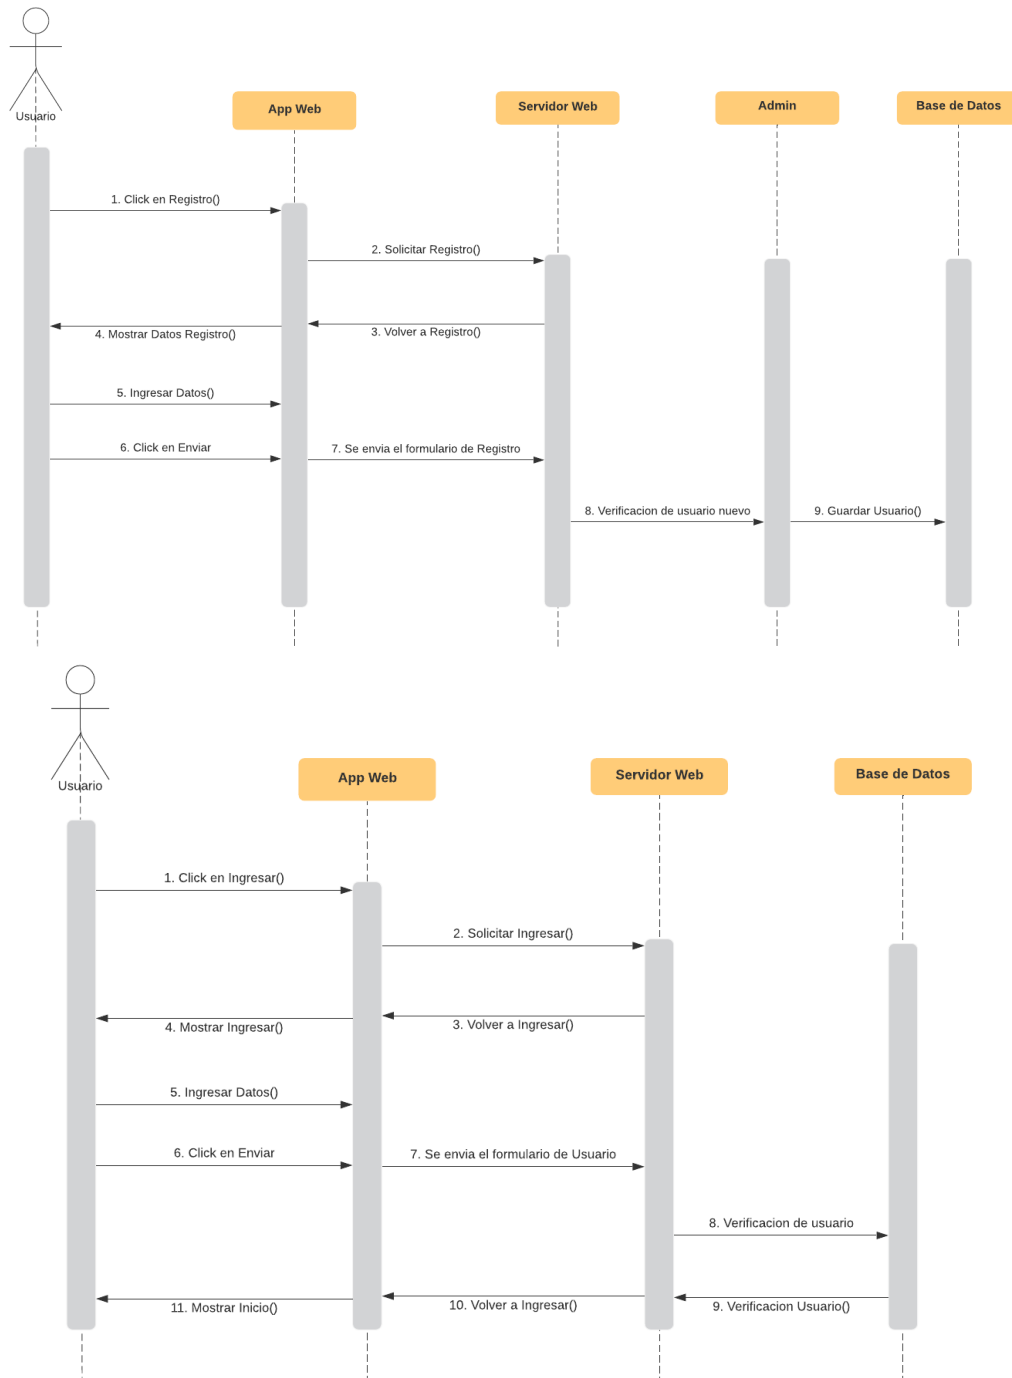 Usuario
App Web
Servidor Web
Admin
Base de Datos
1. Click en Registro()
2. Solicitar Registro()
3. Volver a Registro()
4. Mostrar Datos Registro()
5. Ingresar Datos()
6. Click en Enviar
7. Se envia el formulario de Registro
8. Verificacion de usuario nuevo
9. Guardar Usuario()
Usuario
App Web
Servidor Web
Base de Datos
1. Click en Ingresar()
2. Solicitar Ingresar()
3. Volver a Ingresar()
4. Mostrar Ingresar()
5. Ingresar Datos()
6. Click en Enviar
7. Se envia el formulario de Usuario
8. Verificacion de usuario
9. Verificacion Usuario()
10. Volver a Ingresar()
11. Mostrar Inicio()